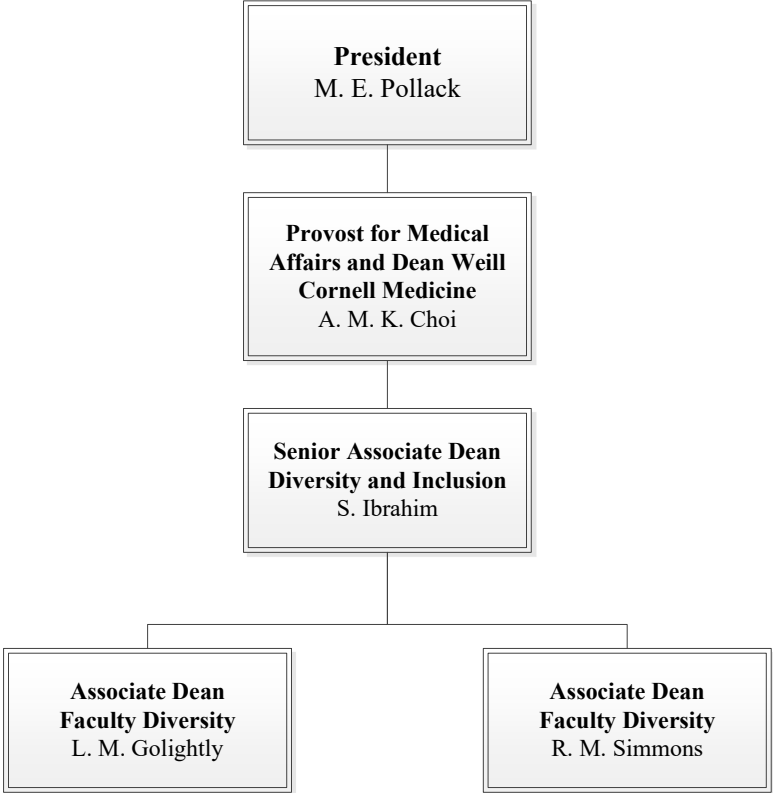 President
M. E. Pollack
Provost for Medical
Affairs and Dean Weill
Cornell Medicine
A. M. K. Choi
Senior Associate Dean
Diversity and Inclusion
S. Ibrahim
Associate Dean
Faculty Diversity
L. M. Golightly
Associate Dean
Faculty Diversity
R. M. Simmons